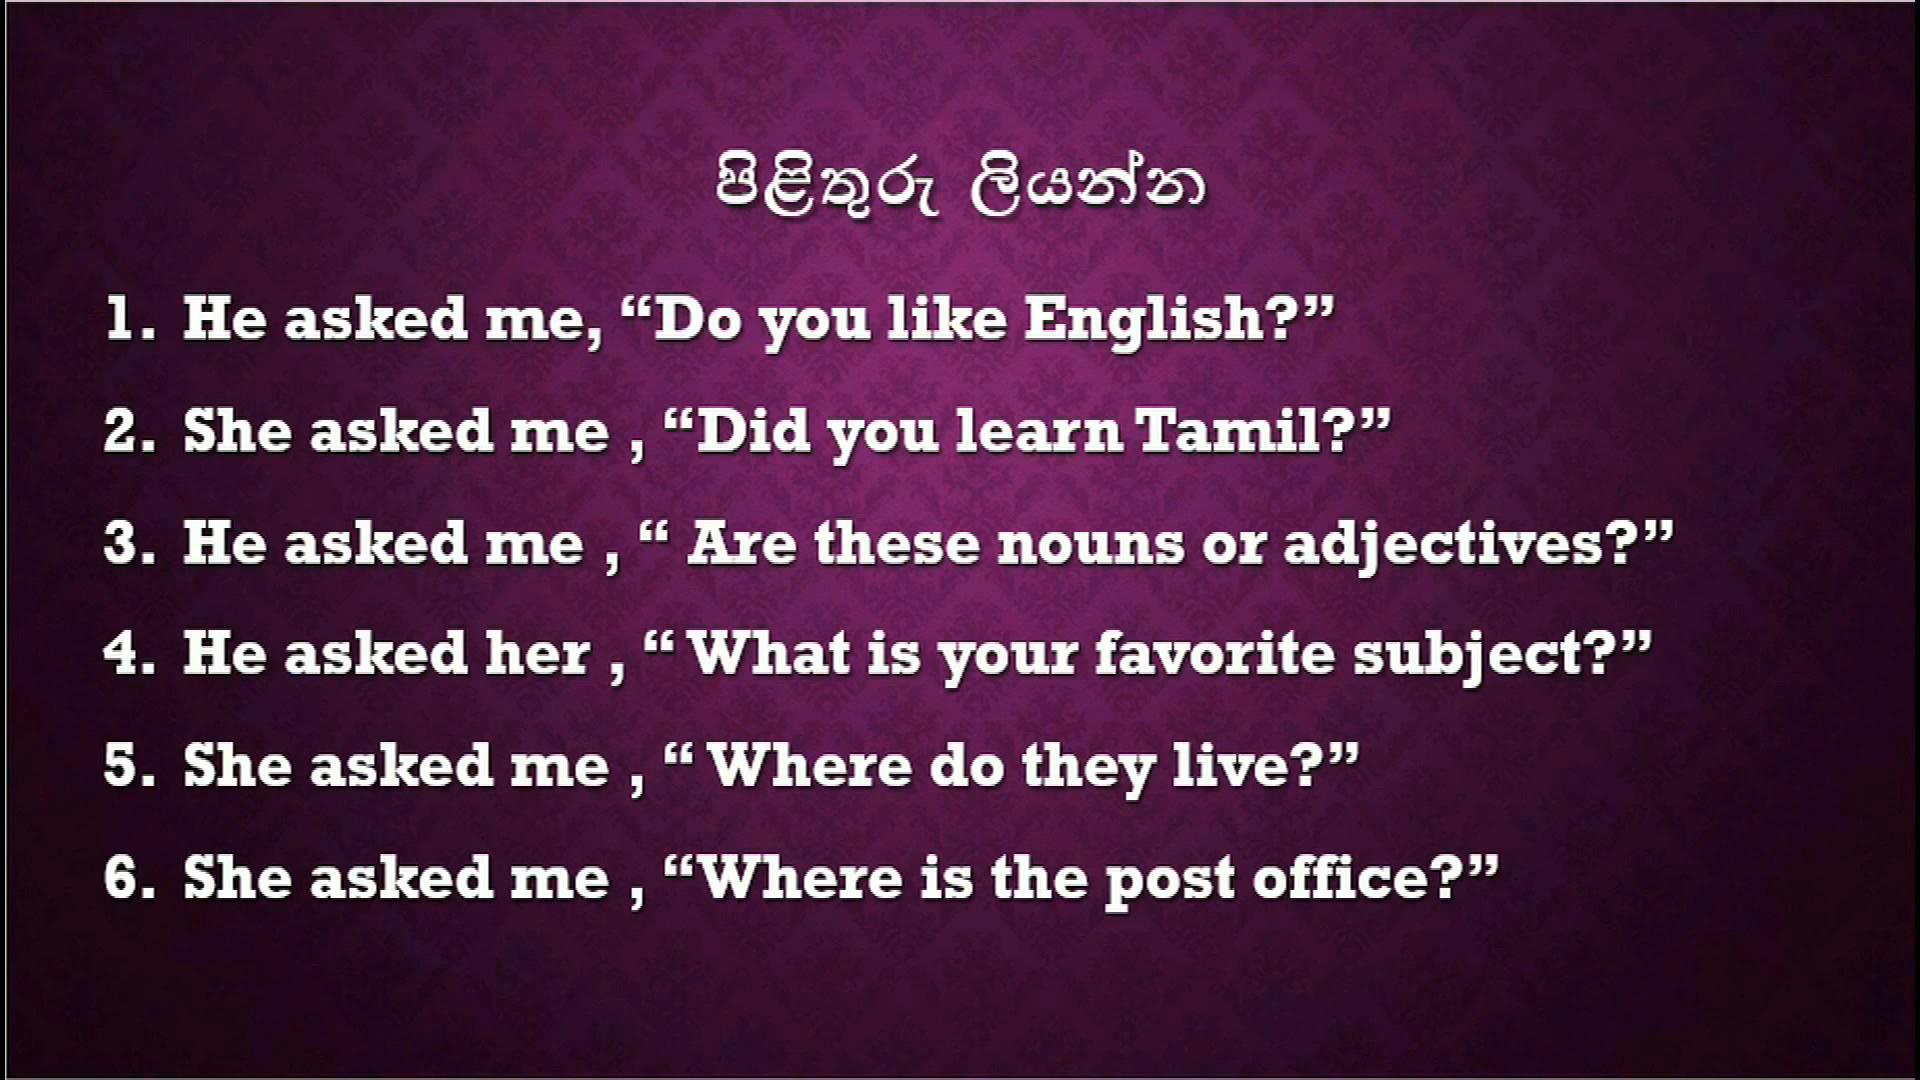 පිළිතුරු ලියන්න
1. He asked me, “Do you like English?”
2. She asked me , “Did you learn Tamil?”
3. He asked me , “ Are these nouns or adjectives?”
4. He asked her , “ What is your favorite subject?”
5. She asked me , “ Where do they live?”
6. She asked me , “Where is the post office?”